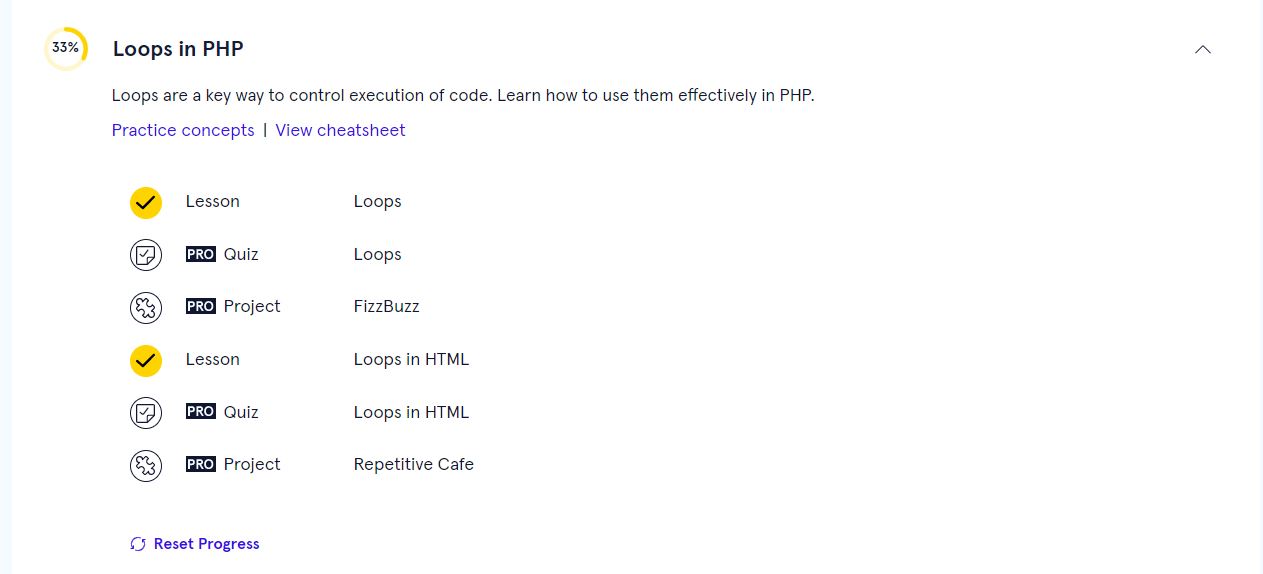 33% Loops in PHP
Loops are a key way to control execution of code. Learn how to use them effectively in PHP.
Practice concepts | View cheatsheet
Lesson Loops
PRO Quiz Loops
PRO Project FizzBuzz
Lesson Loops in HTML
PRO Quiz Loops in HTML
PRO Project Repetitive Cafe
Reset Progress